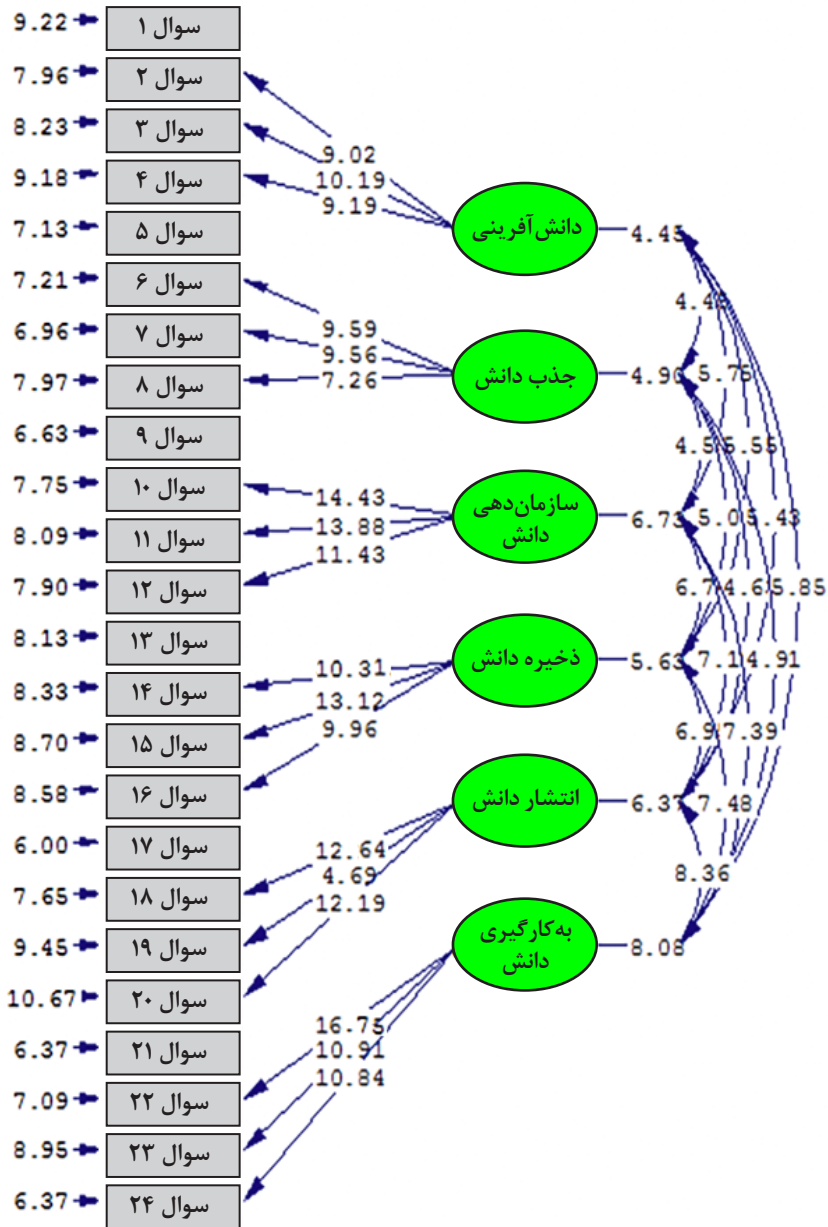 9.22 سوال ۱
7.96 سوال ۲
8.23 سوال ۳
9.18 سوال ۴
7.13 سوال ۵
7.21 سوال ۶
6.96 سوال ۷
7.97 سوال ۸
6.63 سوال ۹
7.75 سوال ۱۰
8.09 سوال ۱۱
7.90 سوال ۱۲
8.13 سوال ۱۳
8.33 سوال ۱۴
8.70 سوال ۱۵
8.58 سوال ۱۶
6.00 سوال ۱۷
7.65 سوال ۱۸
9.45 سوال ۱۹
10.67 سوال ۲۰
6.37 سوال ۲۱
7.09 سوال ۲۲
8.95 سوال ۲۳
6.37 سوال ۲۴
9.02
10.19
9.19
9.59
9.56
7.26
14.43
13.88
11.43
10.31
13.12
9.96
12.64
4.69
12.19
16.75
10.91
10.84
دانش‌آفرینی
جذب دانش
سازمان‌دهی
دانش
ذخیره دانش
انتشار دانش
به‌کارگیری
دانش
4.90
5.75
5.55
6.73
5.43
5.85
5.63
4.91
7.39
6.37
7.48
8.36
8.08